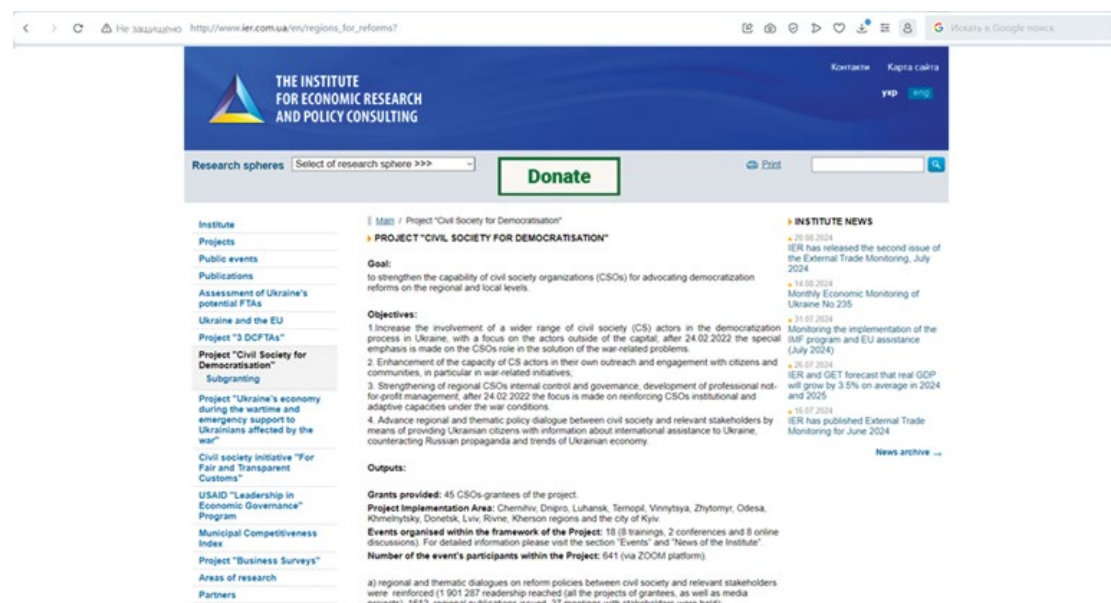 Не защищено http://www.ier.com.ua/en/regions_for_reforms?
Искать в Google поиск
THE INSTITUTE
FOR ECONOMIC RESEARCH
AND POLICY CONSULTING
Контакти Карта сайта
укр eng
Research spheres Select of research sphere >>>
Donate
Print
Institute
Projects
Public events
Publications
Assessment of Ukraine's
potential FTAs
Ukraine and the EU
Project "3 DCFTAs"
Project "Civil Society for
Democratisation"
Subgranting
Project "Ukraine's economy
during the wartime and
emergency support to
Ukrainians affected by the
war"
Civil society initiative "For
Fair and Transparent
Customs"
USAID "Leadership in
Economic Governance"
Program
Municipal Competitiveness
Index
Project "Business Surveys"
Areas of research
Partners
Main / Project "Civil Society for Democratisation"
PROJECT "CIVIL SOCIETY FOR DEMOCRATISATION"
Goal:
to strengthen the capability of civil society organizations (CSOs) for advocating democratization
reforms on the regional and local levels.
Objectives:
1.Increase the involvement of a wider range of civil society (CS) actors in the democratization
process in Ukraine, with a focus on the actors outside of the capital; after 24.02.2022 the special
emphasis is made on the CSOs role in the solution of the war-related problems.
2. Enhancement of the capacity of CS actors in their own outreach and engagement with citizens and
communities, in particular in war-related initiatives;
3. Strengthening of regional CSOs internal control and governance, development of professional not-
for-profit management; after 24.02.2022 the focus is made on reinforcing CSOs institutional and
adaptive capacities under the war conditions.
4. Advance regional and thematic policy dialogue between civil society and relevant stakeholders by
means of providing Ukrainian citizens with information about international assistance to Ukraine,
counteracting Russian propaganda and trends of Ukrainian economy.
Outputs:
Grants provided: 45 CSOs-grantees of the project.
Project Implementation Area: Chernihiv, Dnipro, Luhansk, Ternopil, Vinnytsya, Zhytomyr, Odesa,
Khmelnytsky, Donetsk, Lviv, Rivne, Kherson regions and the city of Kyiv.
Events organised within the framework of the Project: 18 (8 trainings, 2 conferences and 8 online
discussions). For detailed information please visit the section "Events" and "News of the Institute".
Number of the event's participants within the Project: 641 (via ZOOM platform).
a) regional and thematic dialogues on reform policies between civil society and relevant stakeholders
were reinforced (1 901 287 readership reached (all the projects of grantees, as well as media
projects), 1612 regional publications issued, 37 meetings with stakeholders were held);
INSTITUTE NEWS
20.08.2024
IER has released the second issue of
the External Trade Monitoring, July
2024
14.08.2024
Monthly Economic Monitoring of
Ukraine No 235
31.07.2024
Monitoring the implementation of the
IMF program and EU assistance
(July 2024)
26.07.2024
IER and GET forecast that real GDP
will grow by 3.5% on average in 2024
and 2025
16.07.2024
IER has published External Trade
Monitoring for June 2024
News archive